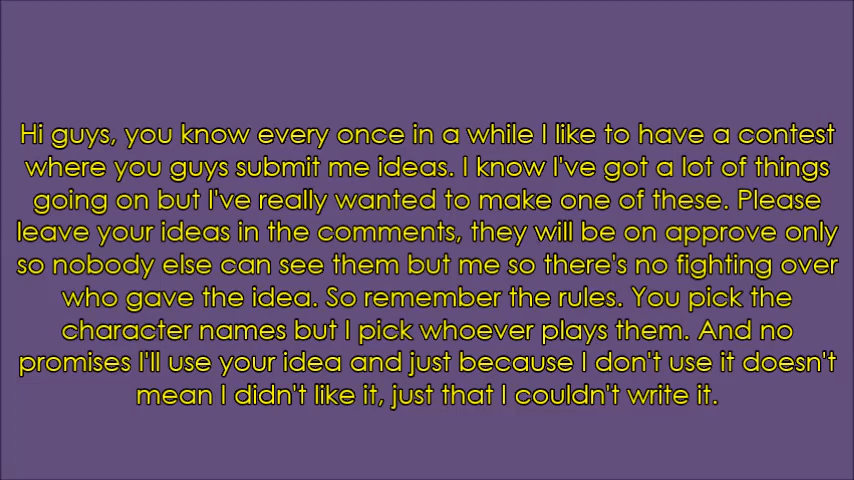 Hi guys, you know every once in a while I like to have a contest
where you guys submit me ideas. I know I've got a lot of things
going on but I've really wanted to make one of these. Please
leave your ideas in the comments, they will be on approve only
so nobody else can see them but me so there's no fighting over
who gave the idea. So remember the rules. You pick the
character names but I pick whoever plays them. And no
promises I'll use your idea and just because I don't use it doesn't
mean I didn't like it, just that I couldn't write it.